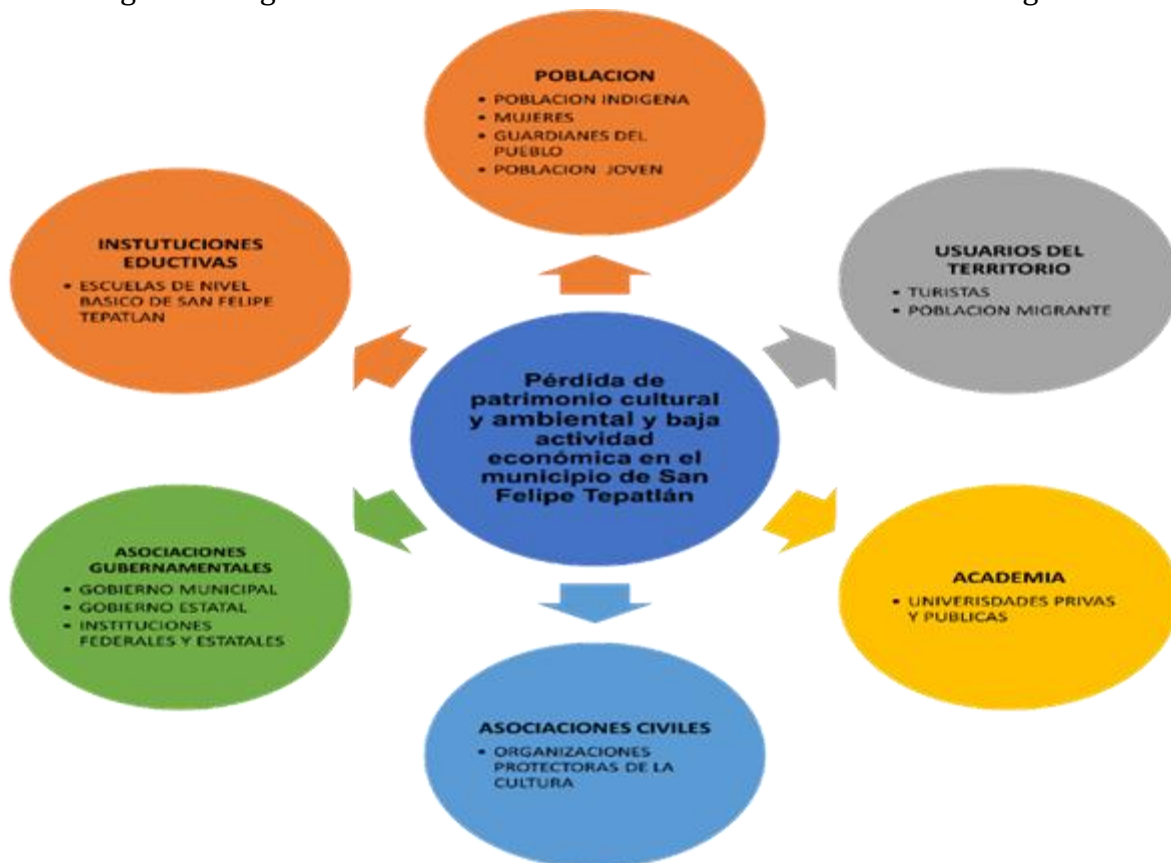 POBLACION
• POBLACION INDIGENA
• MUJERES
• GUARDIANES DEL
PUEBLO
• POBLACION JOVEN
USUARIOS DEL
TERRITORIO
• TURISTAS
• POBLACION MIGRANTE
ACADEMIA
• UNIVERISDADES PRIVAS
Y PUBLICAS
ASOCIACIONES CIVILES
• ORGANIZACIONES
PROTECTORAS DE LA
CULTURA
ASOCIACIONES
GUBERNAMENTALES
• GOBIERNO MUNICIPAL
• GOBIERNO ESTATAL
• INSTITUCIONES
FEDERALES Y ESTATALES
INSTUTUCIONES
EDUCTIVAS
• ESCUELAS DE NIVEL
BASICO DE SAN FELIPE
TEPATLAN
Pérdida de
patrimonio cultural
y ambiental y baja
actividad
económica en el
municipio de San
Felipe Tepatlán